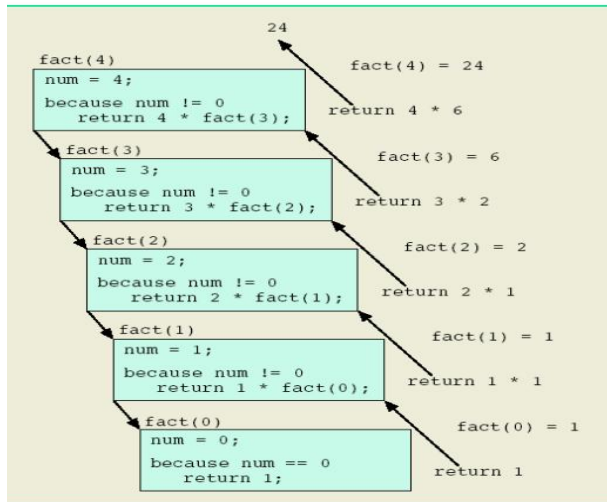 24
fact(4)
fact(4) = 24
num = 4;
because num != 0
return 4 * fact(3);
return 4 * 6
fact(3)
fact(3) = 6
num = 3;
because num != 0
return 3 * fact(2);
return 3 * 2
fact(2)
fact(2) = 2
num = 2;
because num != 0
return 2 * fact(1);
return 2 * 1
fact(1)
fact(1) = 1
num = 1;
because num != 0
return 1 * fact(0);
return 1 * 1
fact(0)
fact(0) = 1
num = 0;
because num == 0
return 1;
return 1